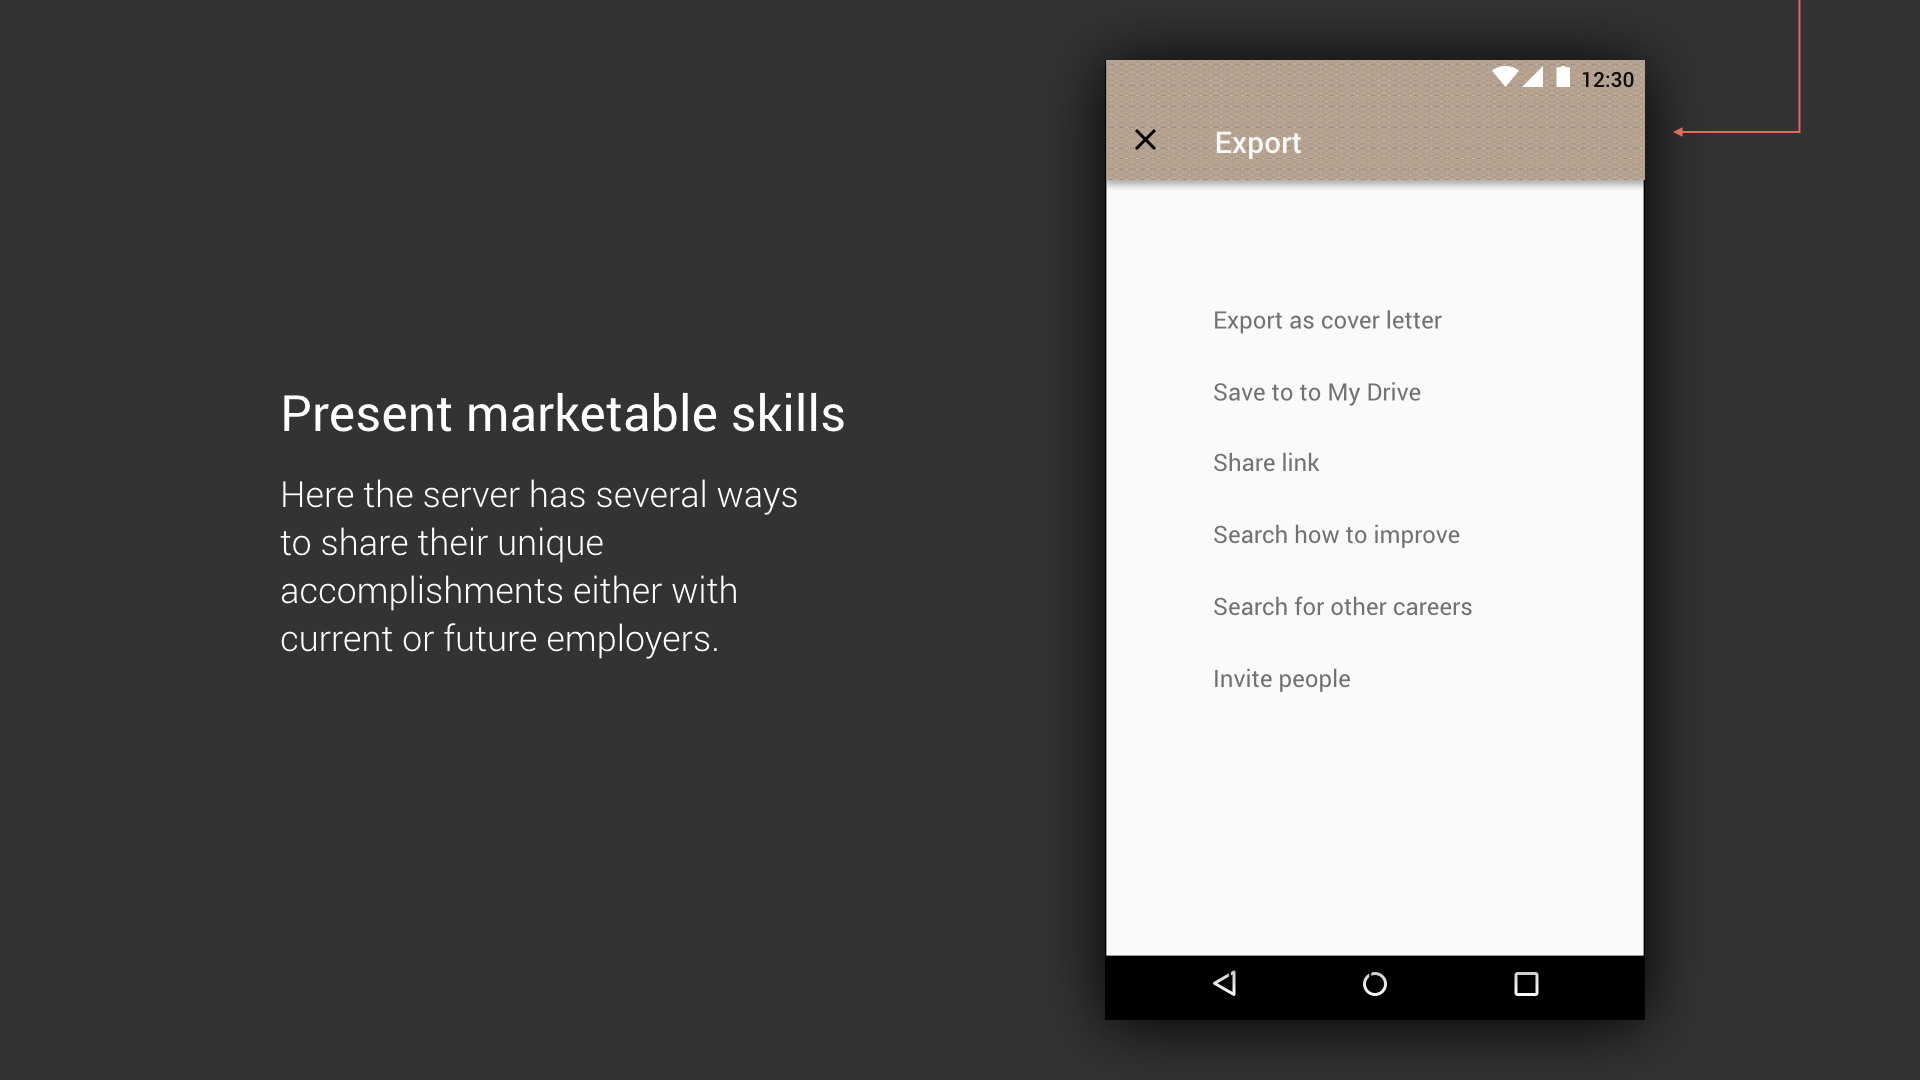 Present marketable skills
Here the server has several ways
to share their unique
accomplishments either with
current or future employers.
12:30
Export
Export as cover letter
Save to to My Drive
Share link
Search how to improve
Search for other careers
Invite people